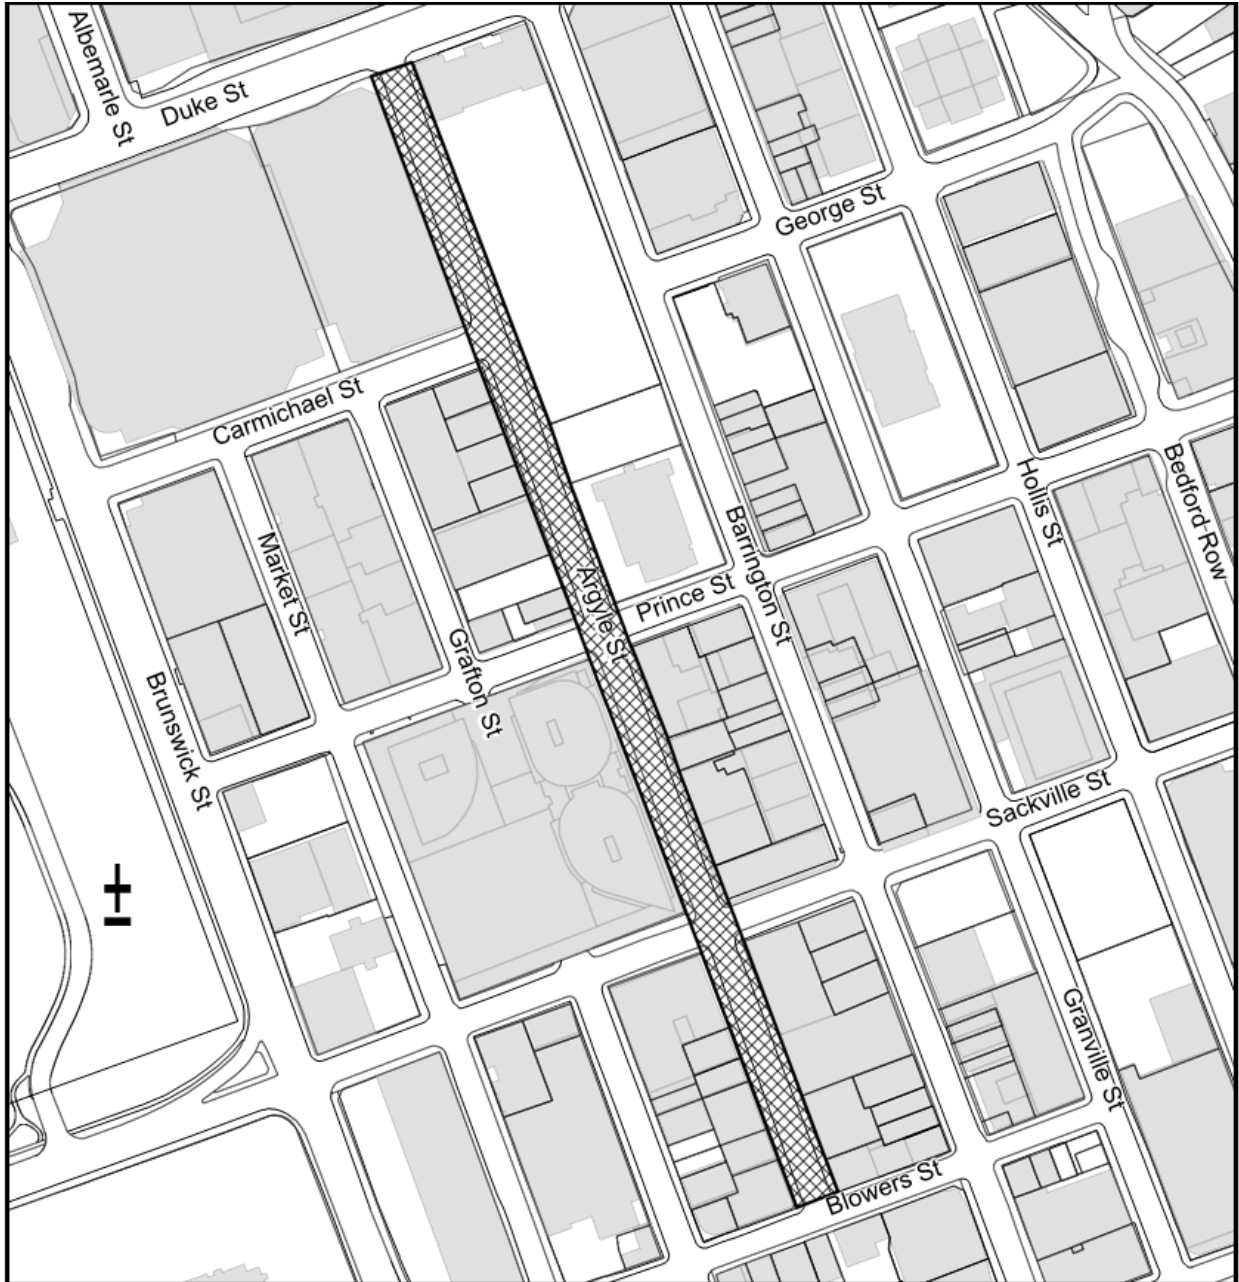 Albemarle St
Duke St
George St
Carmichael St
Hollis St
Bedford Row
Barrington St
Market St
Argyle St
Prince St
Grafton St
Brunswick St
Sackville St
Granville St
Blowers St